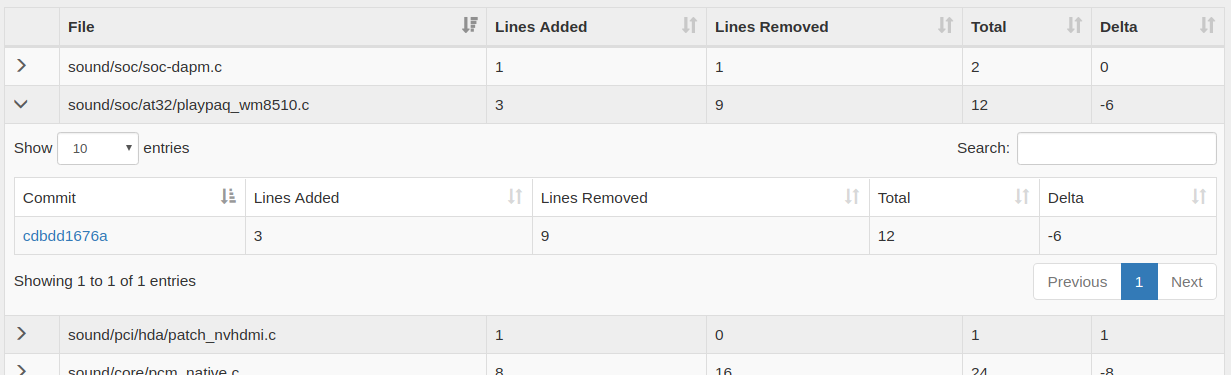 File Lines Added Lines Removed Total Delta
sound/soc/soc-dapm.c 1 1 2 0
sound/soc/at32/playpaq_wm8510.c 3 9 12 -6
Show 10 entries Search:
Commit Lines Added Lines Removed Total Delta
cdbdd1676a 3 9 12 -6
Showing 1 to 1 of 1 entries Previous 1 Next
sound/pci/hda/patch_nvhdmi.c 1 0 1 1
sound/core/pcm_native.c 8 16 24 -8